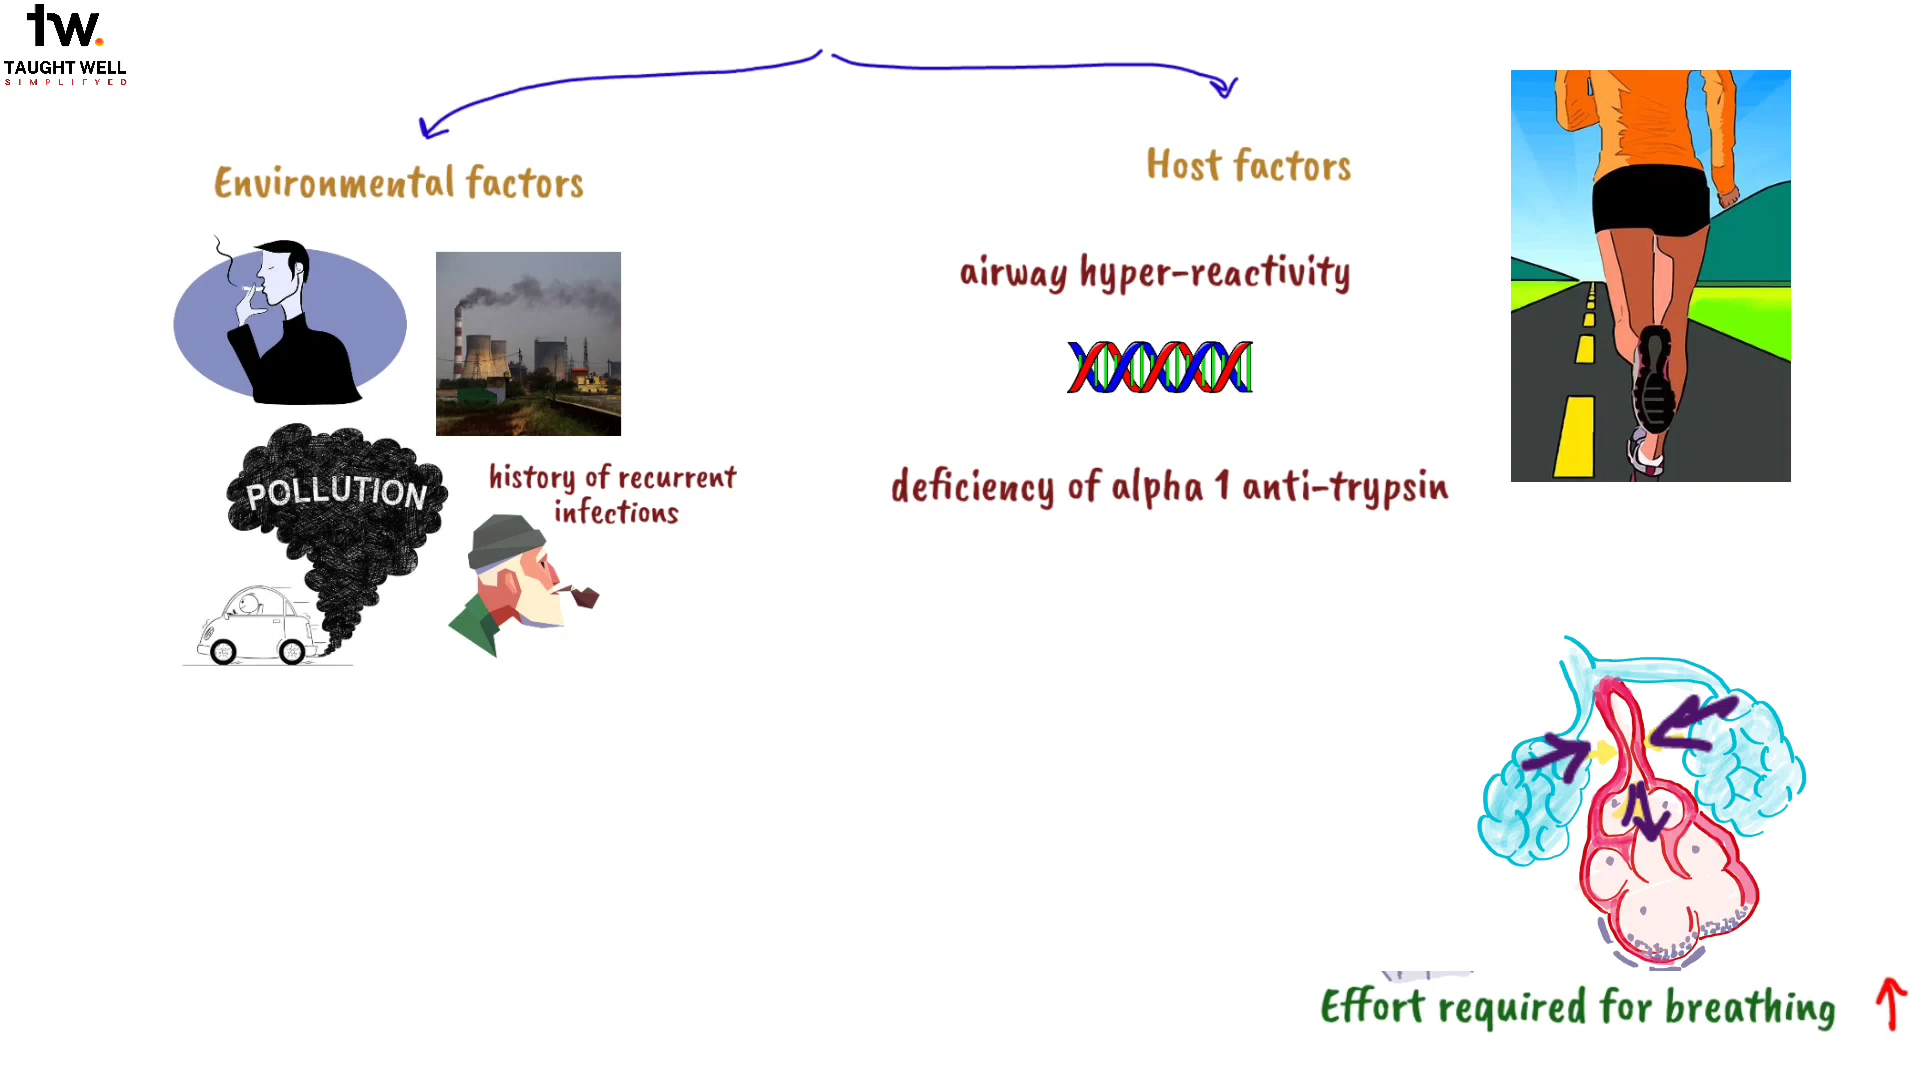 tw.
TAUGHT WELL
SIMPLIFYED
Environmental factors
Host factors
airway hyper-reactivity
POLLUTION
history of recurrent
infections
deficiency of alpha 1 anti-trypsin
Effort required for breathing